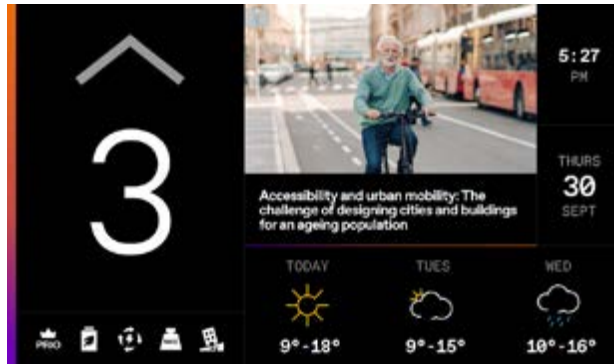 3
PRIO
Accessibility and urban mobility: The
challenge of designing cities and buildings
for an ageing population
5:27
PM
THURS
30
SEPT
TODAY
TUES
WED
9°-18°
9°-15°
10°-16°